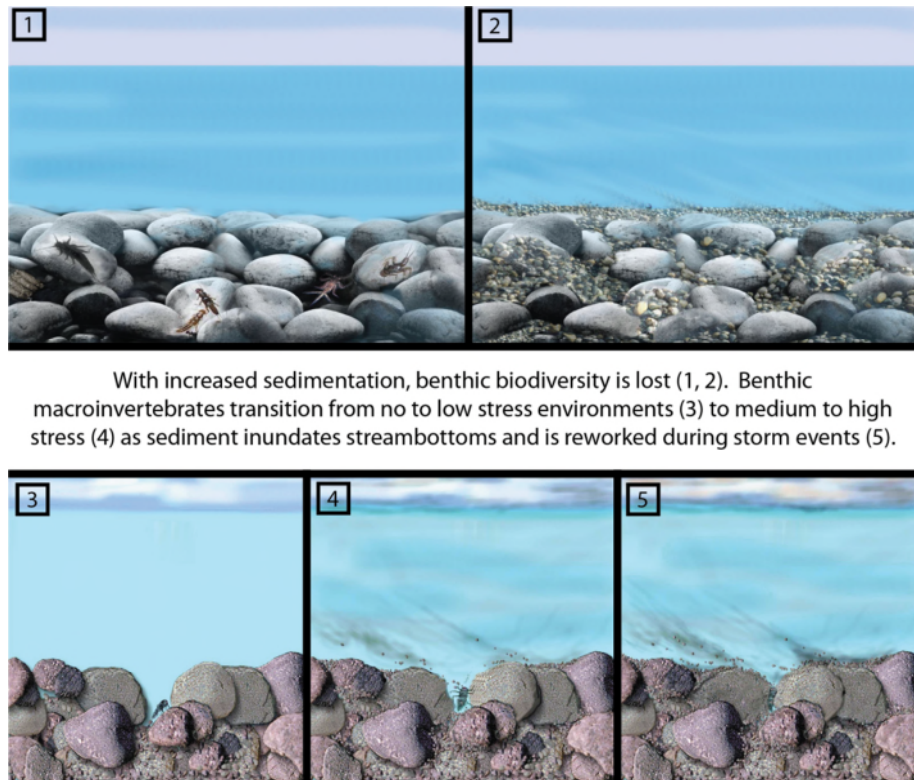 1
2
With increased sedimentation, benthic biodiversity is lost (1, 2).  Benthic
macroinvertebrates transition from no to low stress environments (3) to medium to high
stress (4) as sediment inundates streambottoms and is reworked during storm events (5).
3
4
5